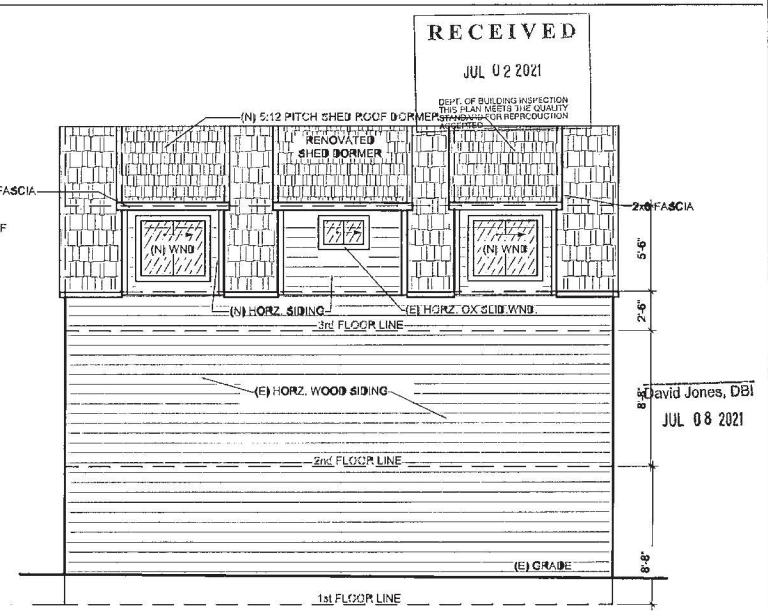 RECEIVED
JUL 02 2021
DEPT. OF BUILDING INSPECTION
THIS PLAN MEETS THE QUALITY
STANDARD FOR REPRODUCTION
ACCEPTED
(N) 5:12 PITCH SHED ROOF DORMER
RENOVATED
SHED DORMER
FASCIA
2x6 FASCIA
F
(N) WND
(N) WND
5'-6"
(N) HORZ. SIDING
(E) HORZ. OX SLID. WND.
2'-6"
3rd FLOOR LINE
(E) HORZ. WOOD SIDING
8'-8"
David Jones, DBI
JUL 08 2021
2nd FLOOR LINE
(E) GRADE
8'-8"
1st FLOOR LINE